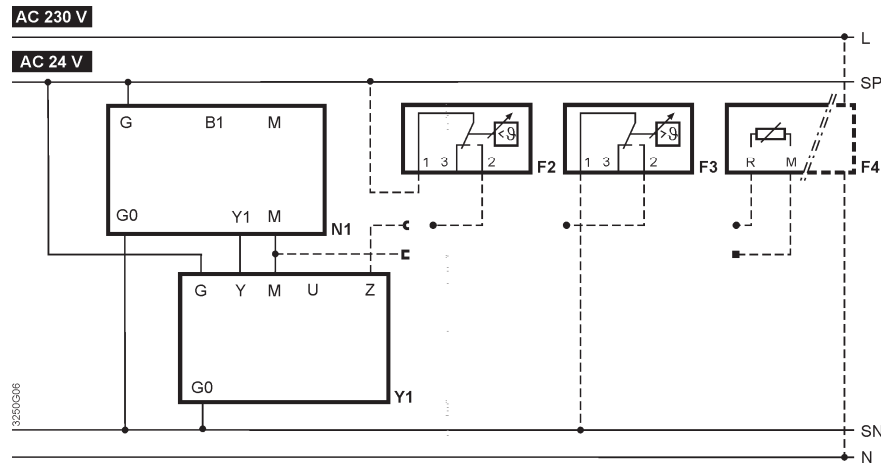 AC 230 V
L
AC 24 V
SP
G B1 M
G0 Y1 M
N1
<ϑ
1 3 2
F2
>ϑ
1 3 2
F3
R M
F4
G Y M U Z
G0
Y1
3250G06
SN
N